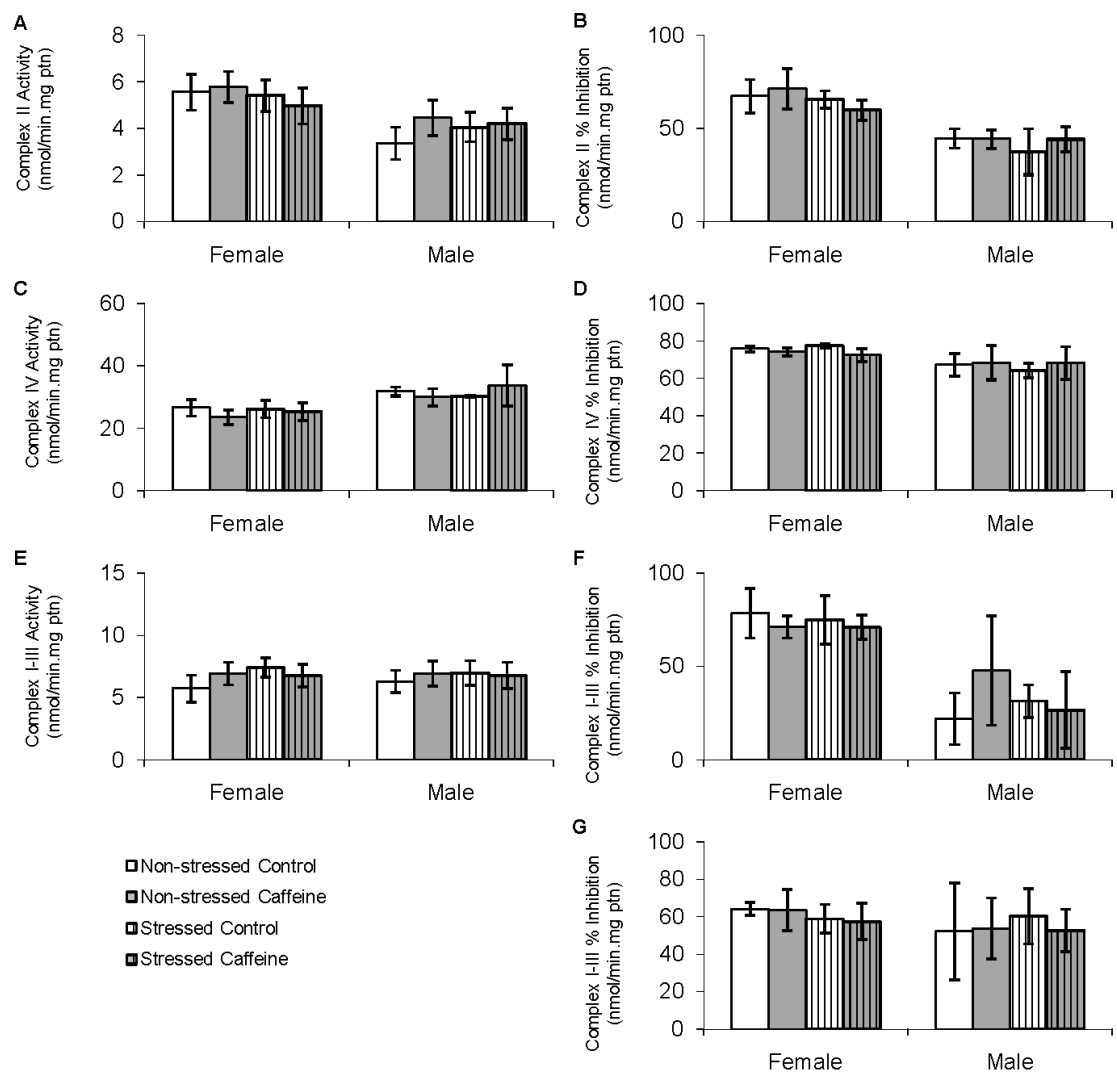 A
Complex II Activity
(nmol/min.mg ptn)
8
6
4
2
0
Female
Male
B
Complex II % Inhibition
(nmol/min.mg ptn)
100
50
0
Female
Male
C
Complex IV Activity
(nmol/min.mg ptn)
60
40
20
0
Female
Male
D
Complex IV % Inhibition
(nmol/min.mg ptn)
100
80
60
40
20
0
Female
Male
E
Complex I-III Activity
(nmol/min.mg ptn)
15
10
5
0
Female
Male
F
Complex I-III % Inhibition
(nmol/min.mg ptn)
100
50
0
Female
Male
Non-stressed Control
Non-stressed Caffeine
Stressed Control
Stressed Caffeine
G
Complex I-III % Inhibition
(nmol/min.mg ptn)
100
80
60
40
20
0
Female
Male